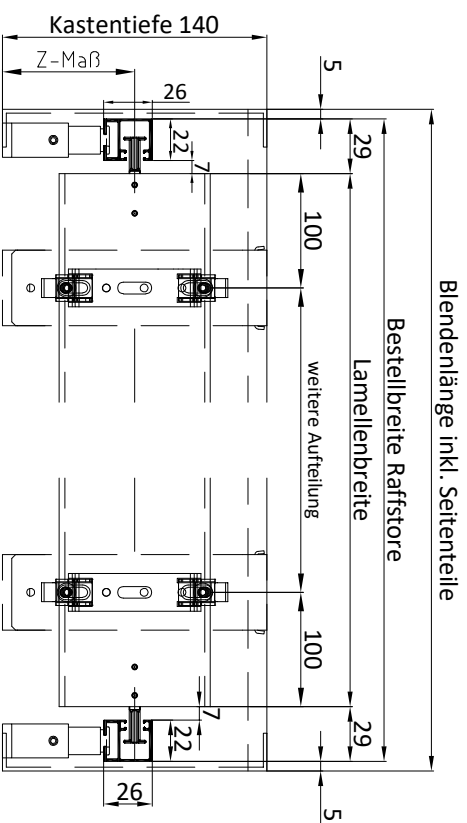 Kastentiefe 140
Z-Maß
26
22
7
5
29
100
weitere Aufteilung
Lamellenbreite
Bestellbreite Raffstore
Blendenlänge inkl. Seitenteile
100
29
7
22
26
5